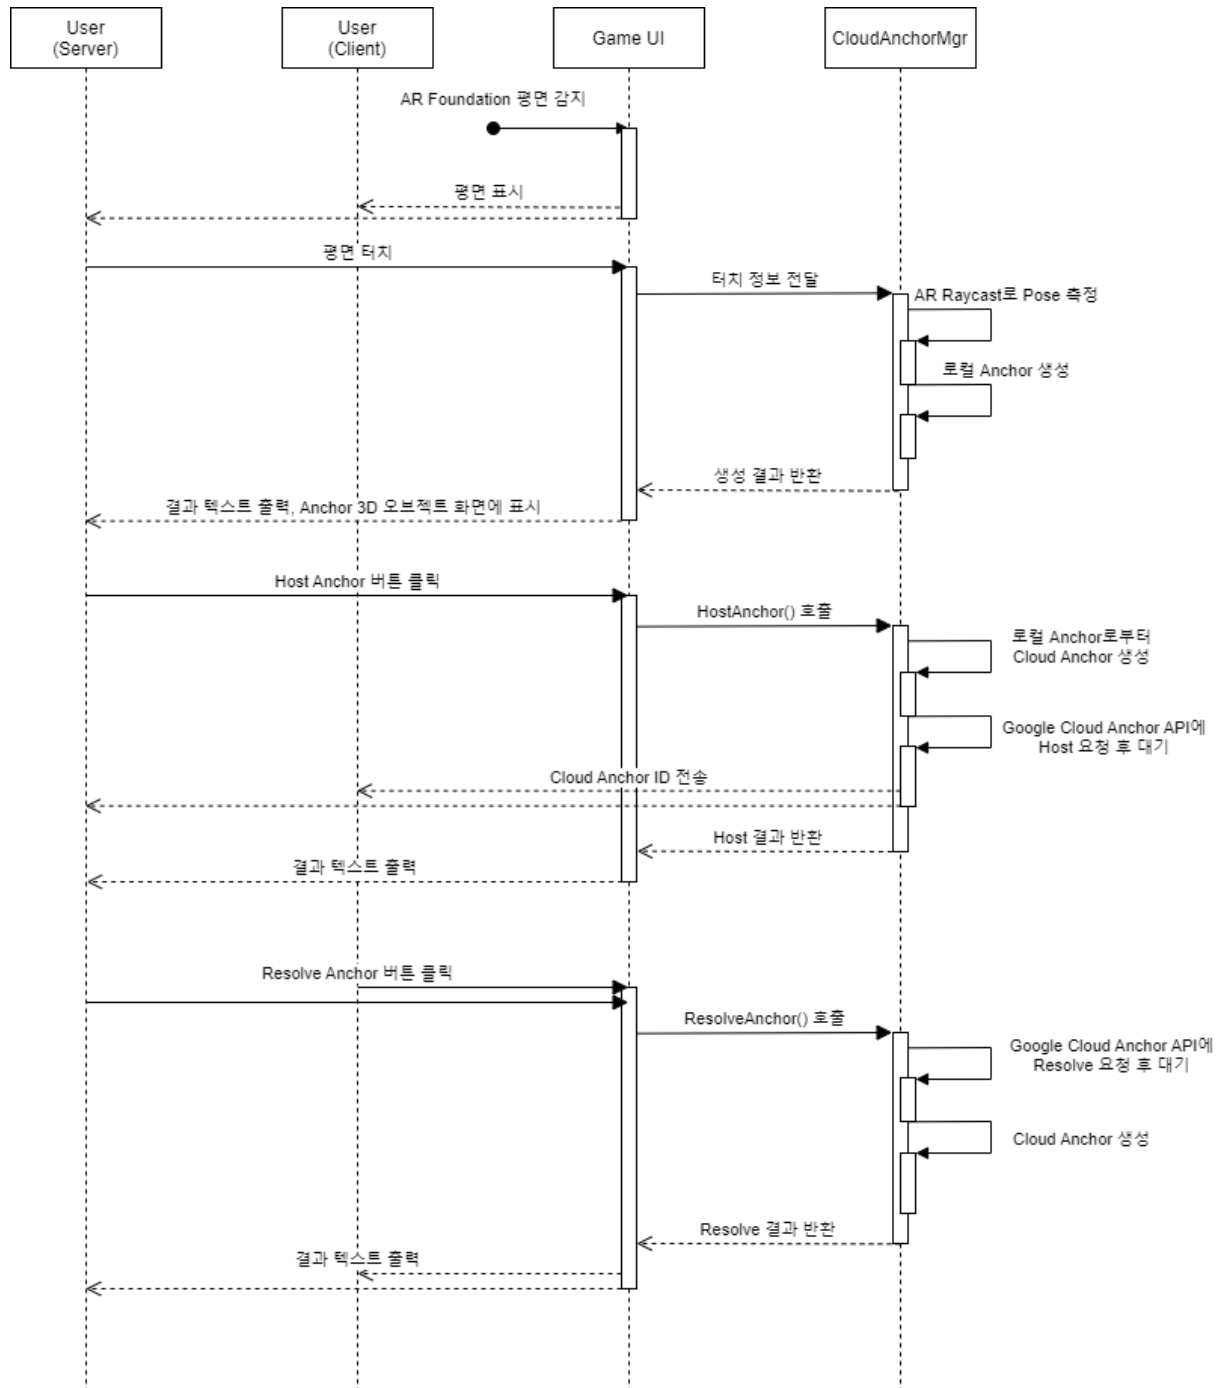 User
(Server)
User
(Client)
Game UI
CloudAnchorMgr
AR Foundation 평면 감지
평면 표시
평면 터치
터치 정보 전달
AR Raycast로 Pose 측정
로컬 Anchor 생성
생성 결과 반환
결과 텍스트 출력, Anchor 3D 오브젝트 화면에 표시
Host Anchor 버튼 클릭
HostAnchor() 호출
로컬 Anchor로부터
Cloud Anchor 생성
Google Cloud Anchor API에
Host 요청 후 대기
Cloud Anchor ID 전송
Host 결과 반환
결과 텍스트 출력
Resolve Anchor 버튼 클릭
ResolveAnchor() 호출
Google Cloud Anchor API에
Resolve 요청 후 대기
Cloud Anchor 생성
Resolve 결과 반환
결과 텍스트 출력